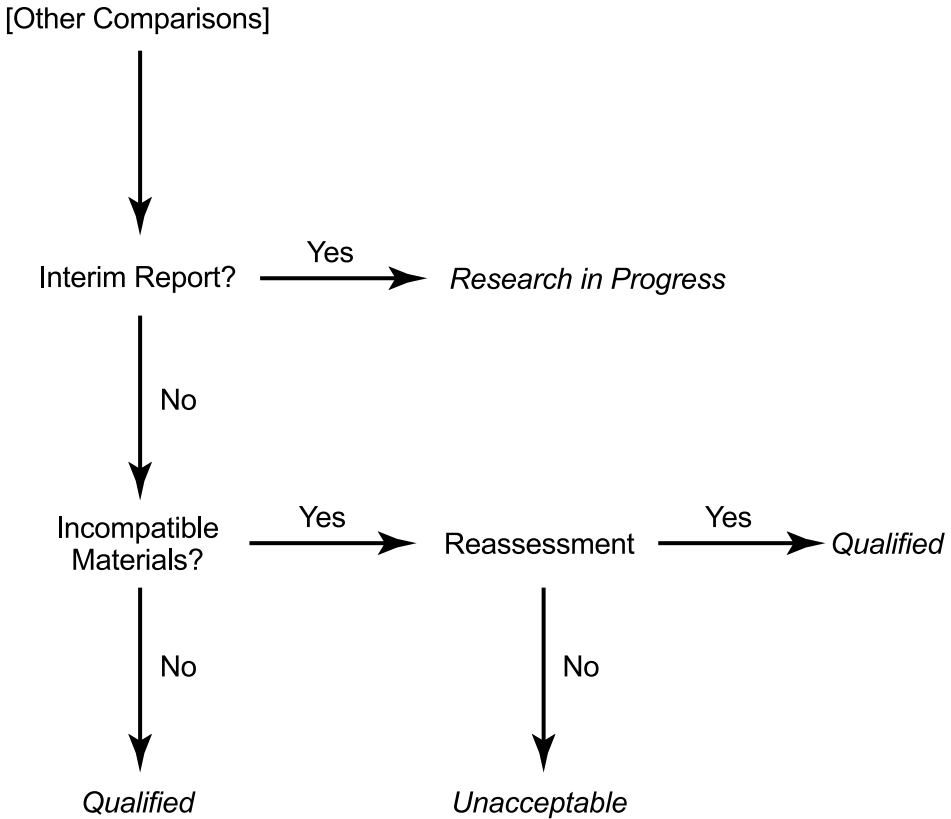 [Other Comparisons]
Yes
Interim Report?
Research in Progress
No
Incompatible
Materials?
Yes
Reassessment
Yes
Qualified
No
No
Qualified
Unacceptable